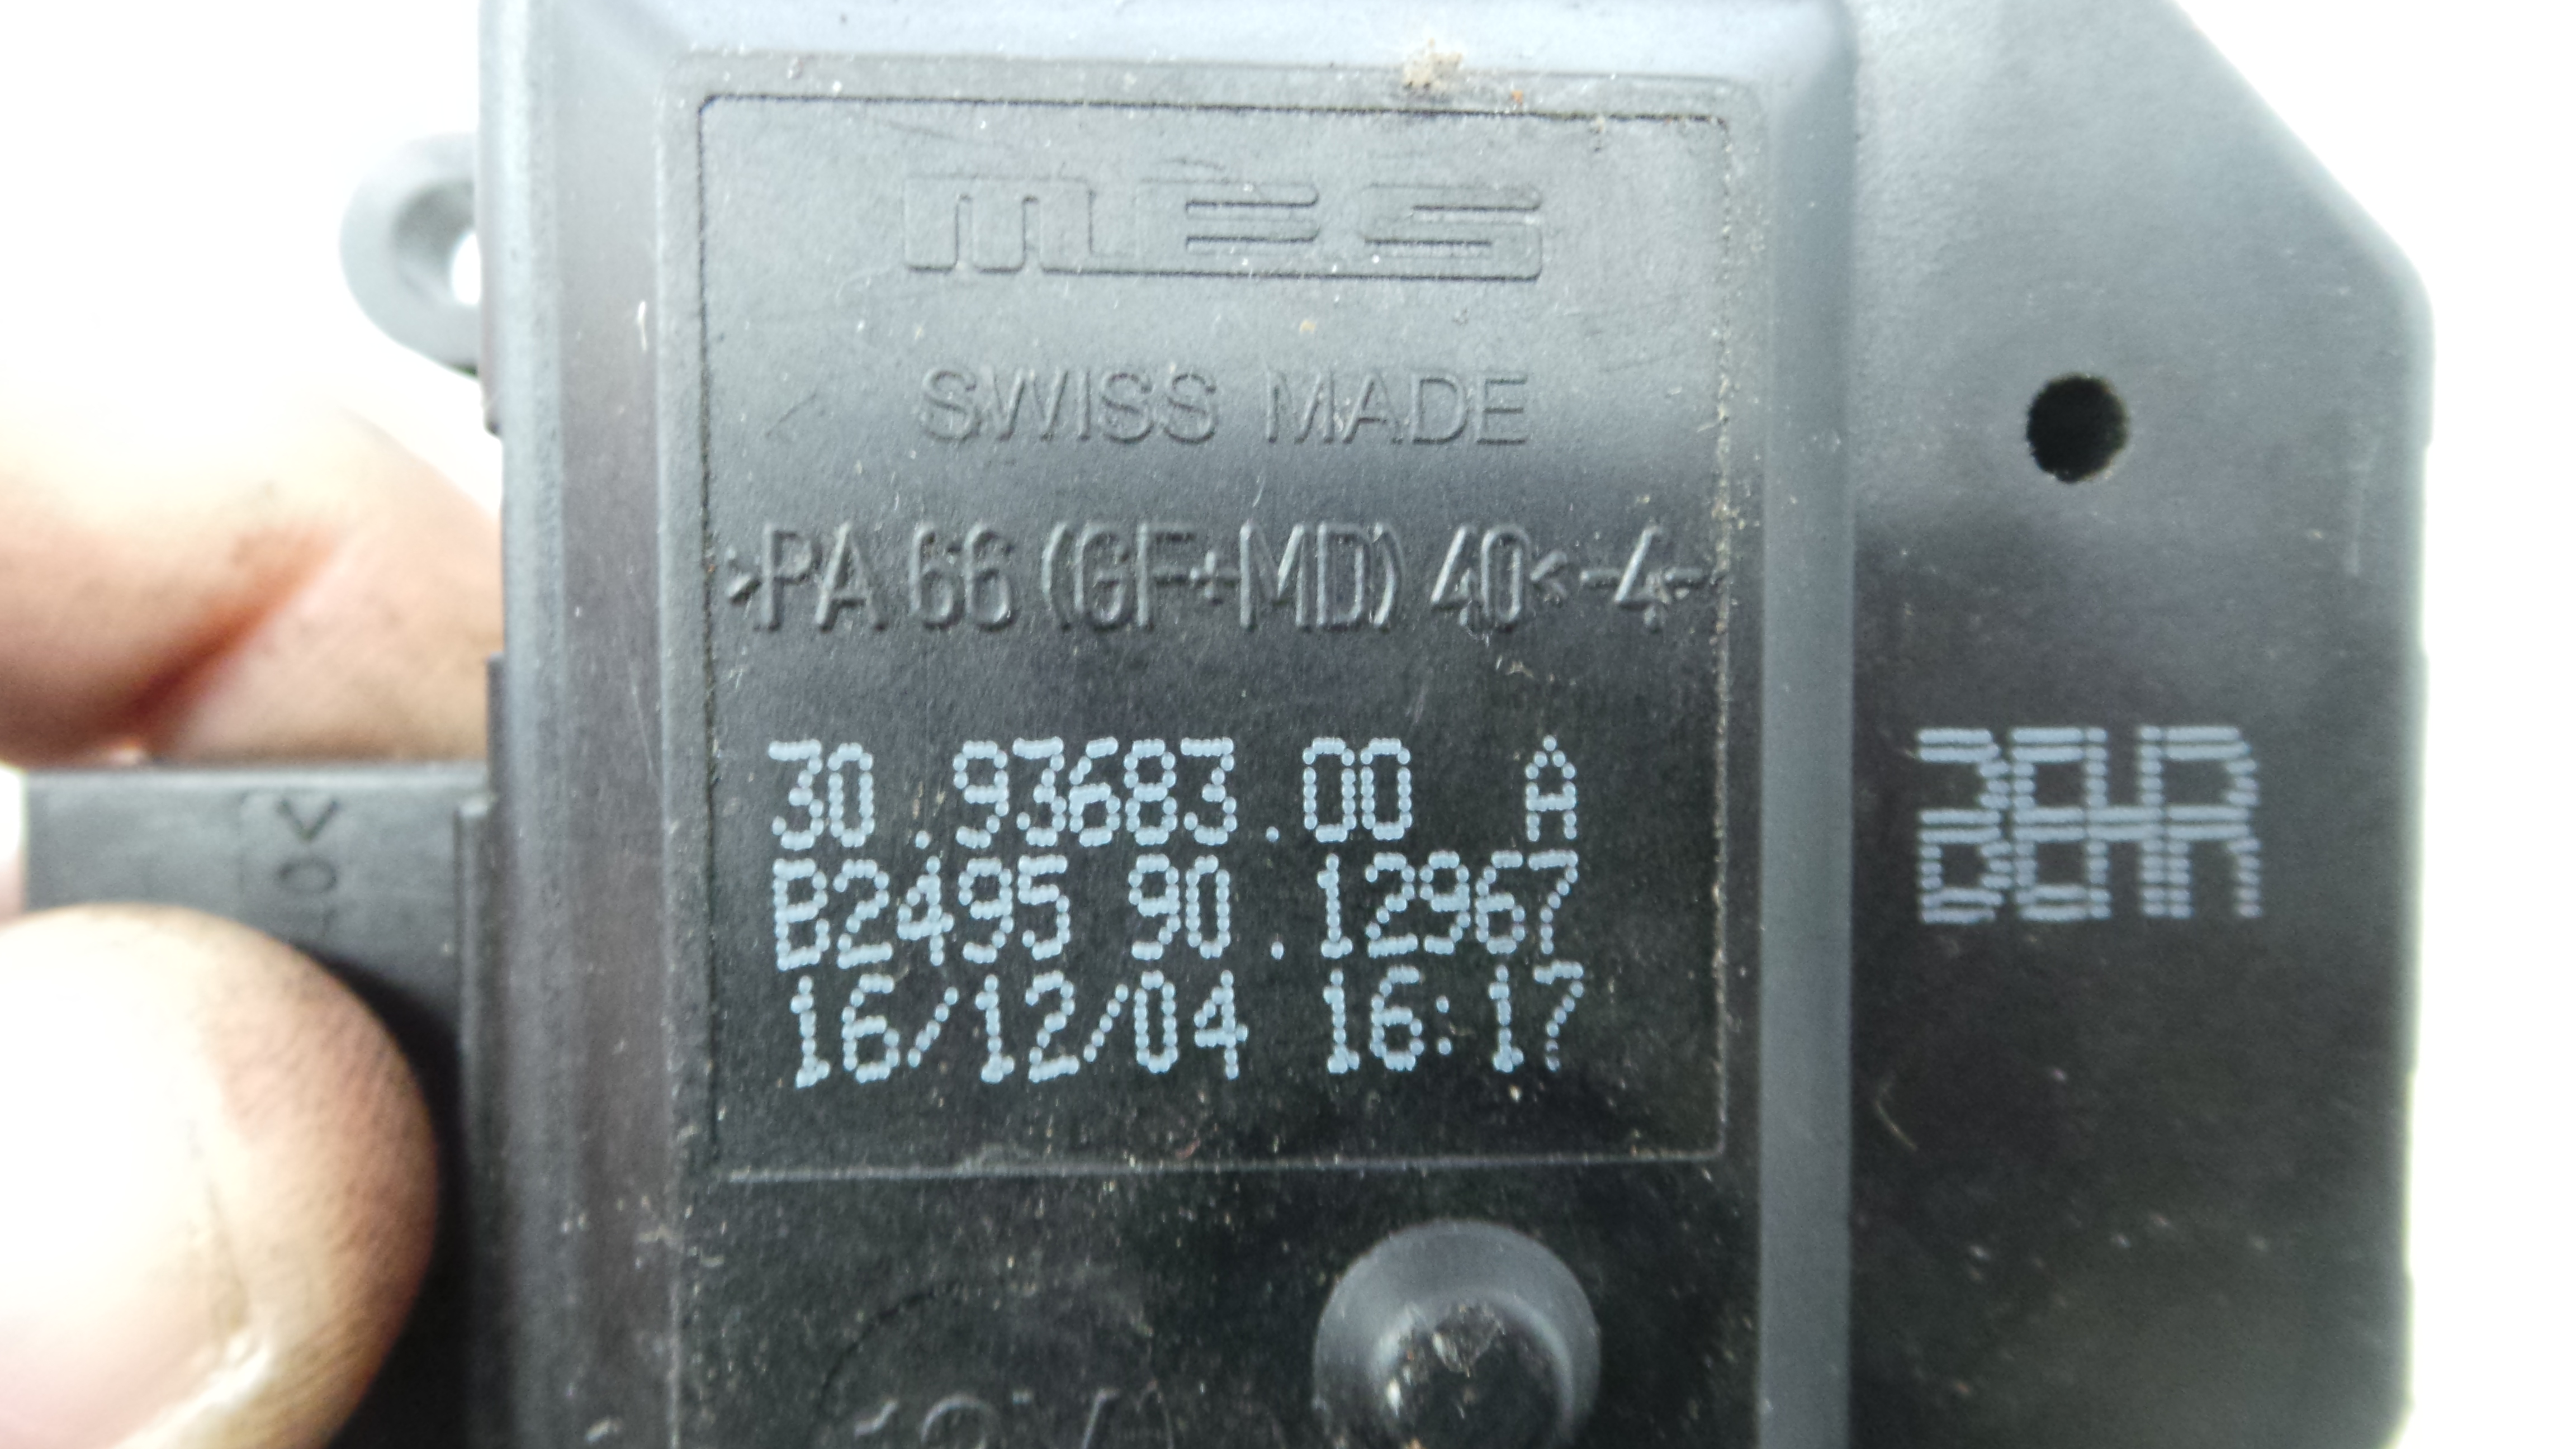 MES
SWISS MADE
>PA 66 (GF+MD) 40< -4-
30.93683.00 A
B2495 90.12967
16/12/04 16:17
BEHR